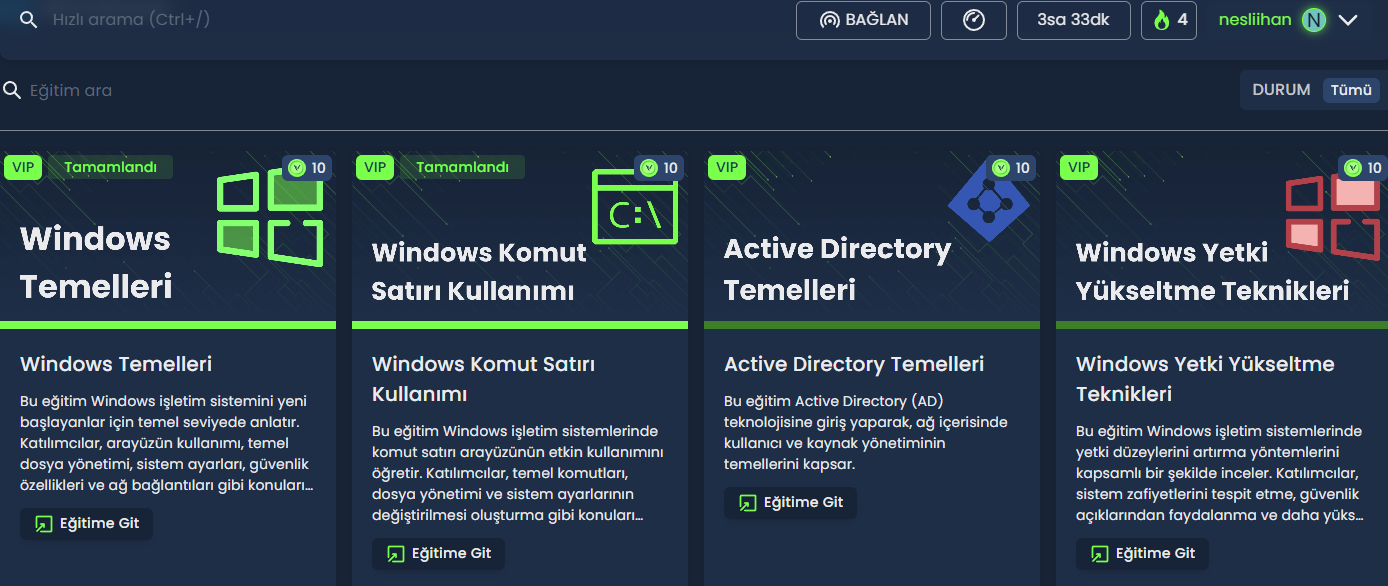 Hızlı arama (Ctrl+/)
BAĞLAN
3sa 33dk
4
nesliihan
N
Eğitim ara
DURUM
Tümü
VIP
Tamamlandı
10
Windows
Temelleri
Windows Temelleri
Bu eğitim Windows işletim sistemini yeni
başlayanlar için temel seviyede anlatır.
Katılımcılar, arayüzün kullanımı, temel
dosya yönetimi, sistem ayarları, güvenlik
özellikleri ve ağ bağlantıları gibi konuları...
Eğitime Git
VIP
Tamamlandı
10
C:\
Windows Komut
Satırı Kullanımı
Windows Komut Satırı
Kullanımı
Bu eğitim Windows işletim sistemlerinde
komut satırı arayüzünün etkin kullanımını
öğretir. Katılımcılar, temel komutları,
dosya yönetimi ve sistem ayarlarının
değiştirilmesi oluşturma gibi konuları...
Eğitime Git
VIP
10
Active Directory
Temelleri
Active Directory Temelleri
Bu eğitim Active Directory (AD)
teknolojisine giriş yaparak, ağ içerisinde
kullanıcı ve kaynak yönetiminin
temellerini kapsar.
Eğitime Git
VIP
10
Windows Yetki
Yükseltme Teknikleri
Windows Yetki Yükseltme
Teknikleri
Bu eğitim Windows işletim sistemlerinde
yetki düzeylerini artırma yöntemlerini
kapsamlı bir şekilde inceler. Katılımcılar,
sistem zafiyetlerini tespit etme, güvenlik
açıklarından faydalanma ve daha yüks...
Eğitime Git